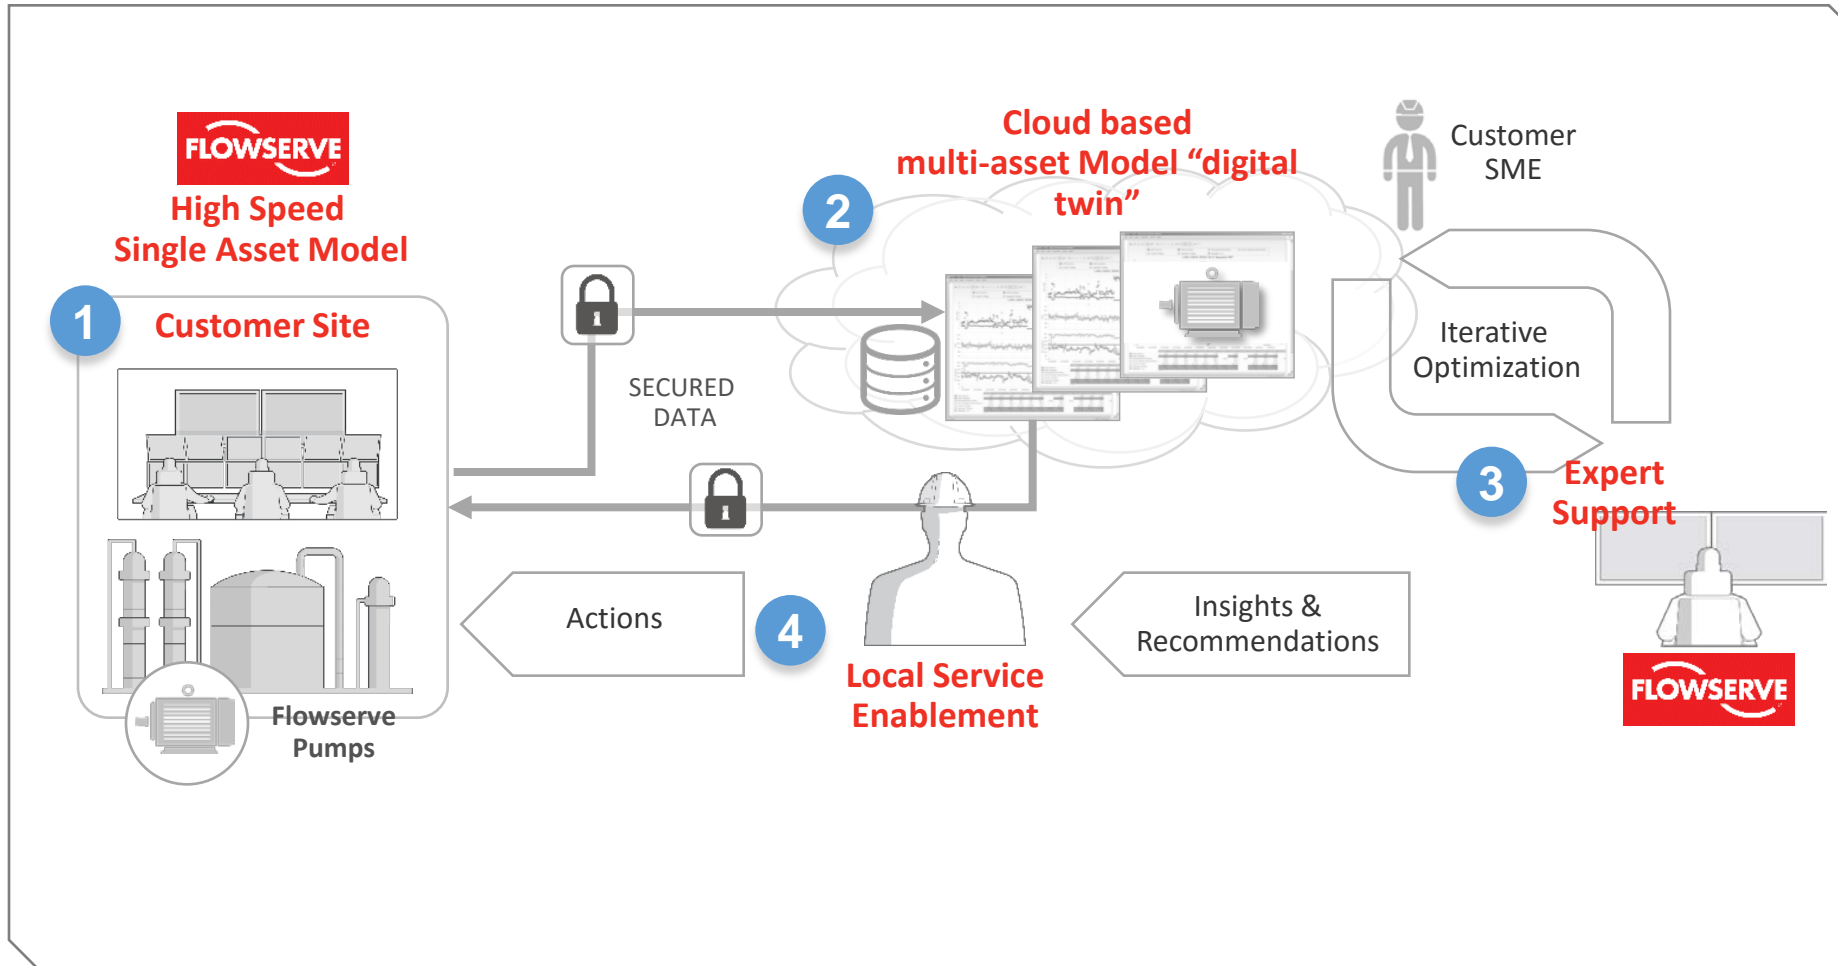 FLOWSERVE
High Speed
Single Asset Model
1
Customer Site
Flowserve
Pumps
SECURED
DATA
2
Cloud based
multi-asset Model “digital
twin”
Customer
SME
Iterative
Optimization
3
Expert
Support
FLOWSERVE
Insights &
Recommendations
4
Local Service
Enablement
Actions